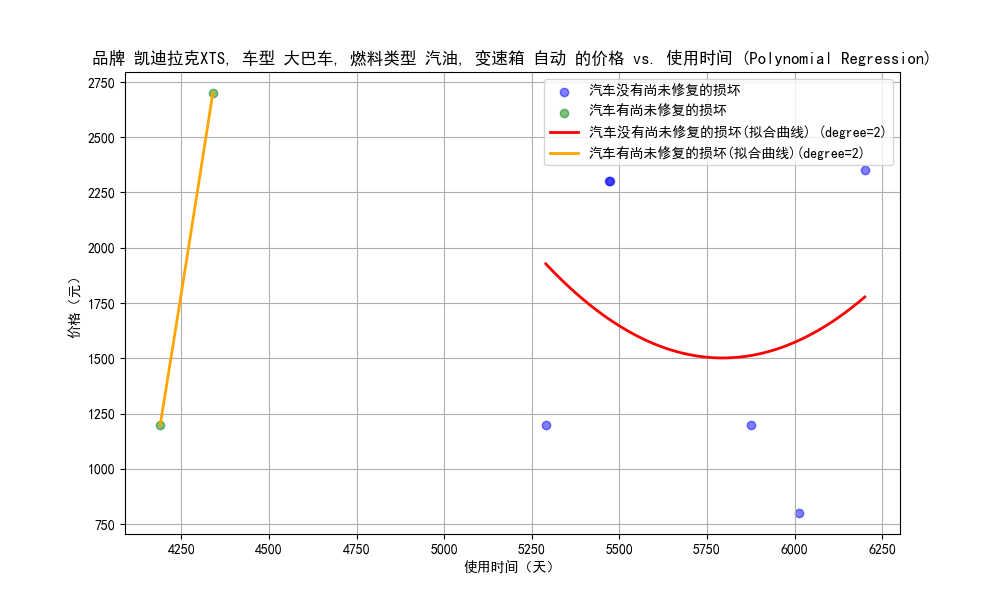 品牌 凯迪拉克XTS, 车型 大巴车, 燃料类型 汽油, 变速箱 自动 的价格 vs. 使用时间 (Polynomial Regression)
汽车没有尚未修复的损坏
汽车有尚未修复的损坏
汽车没有尚未修复的损坏(拟合曲线) (degree=2)
汽车有尚未修复的损坏(拟合曲线)(degree=2)
价格（元）
2750
2500
2250
2000
1750
1500
1250
1000
750
4250 4500 4750 5000 5250 5500 5750 6000 6250
使用时间（天）